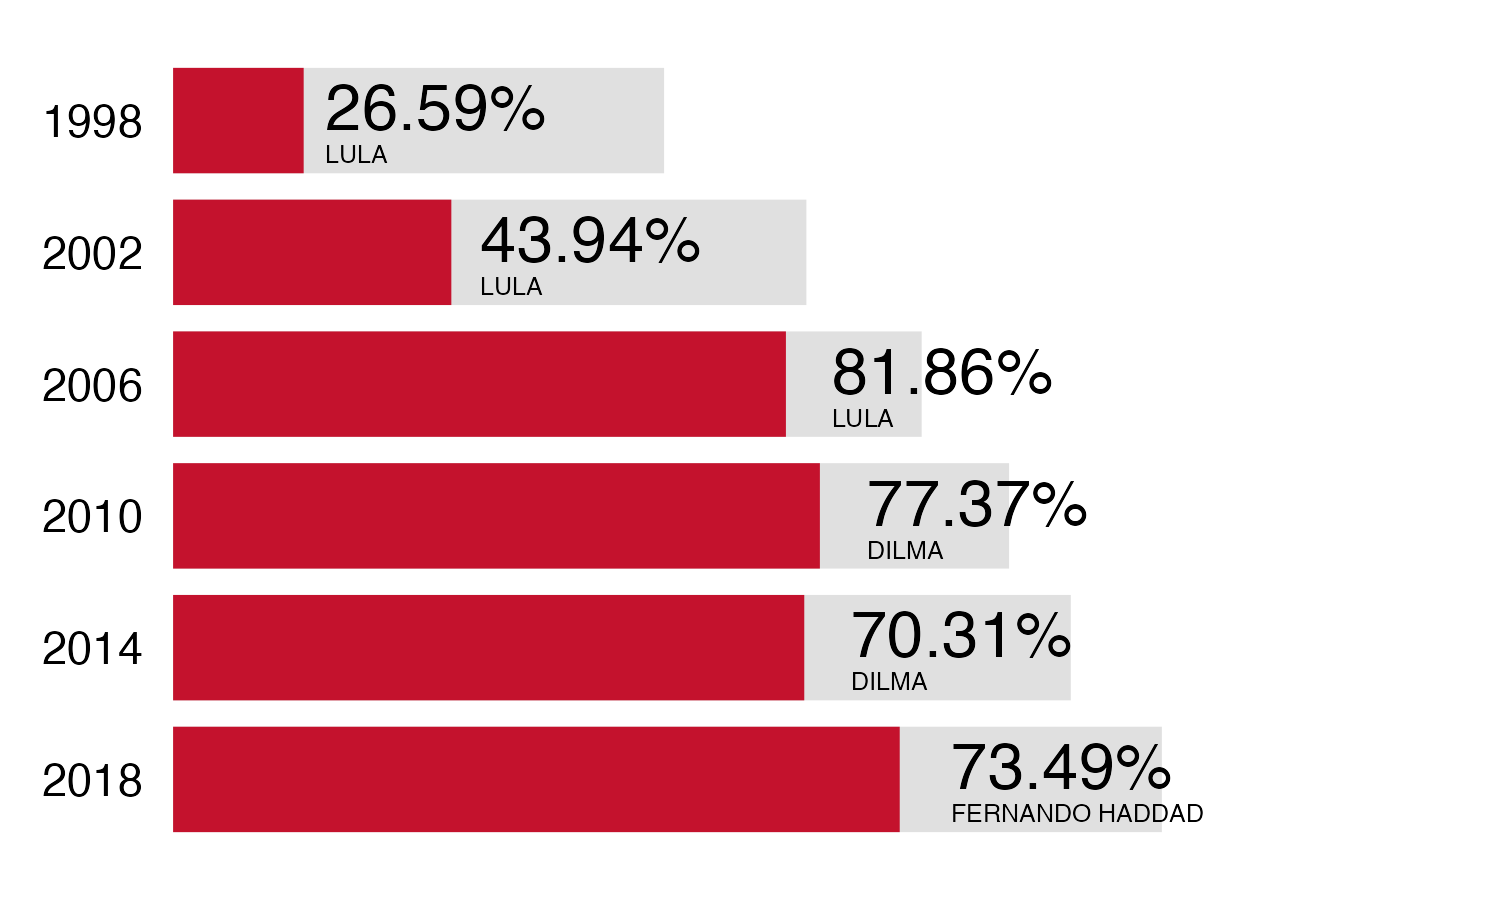 1998
26.59%
LULA
2002
43.94%
LULA
2006
81.86%
LULA
2010
77.37%
DILMA
2014
70.31%
DILMA
2018
73.49%
FERNANDO HADDAD